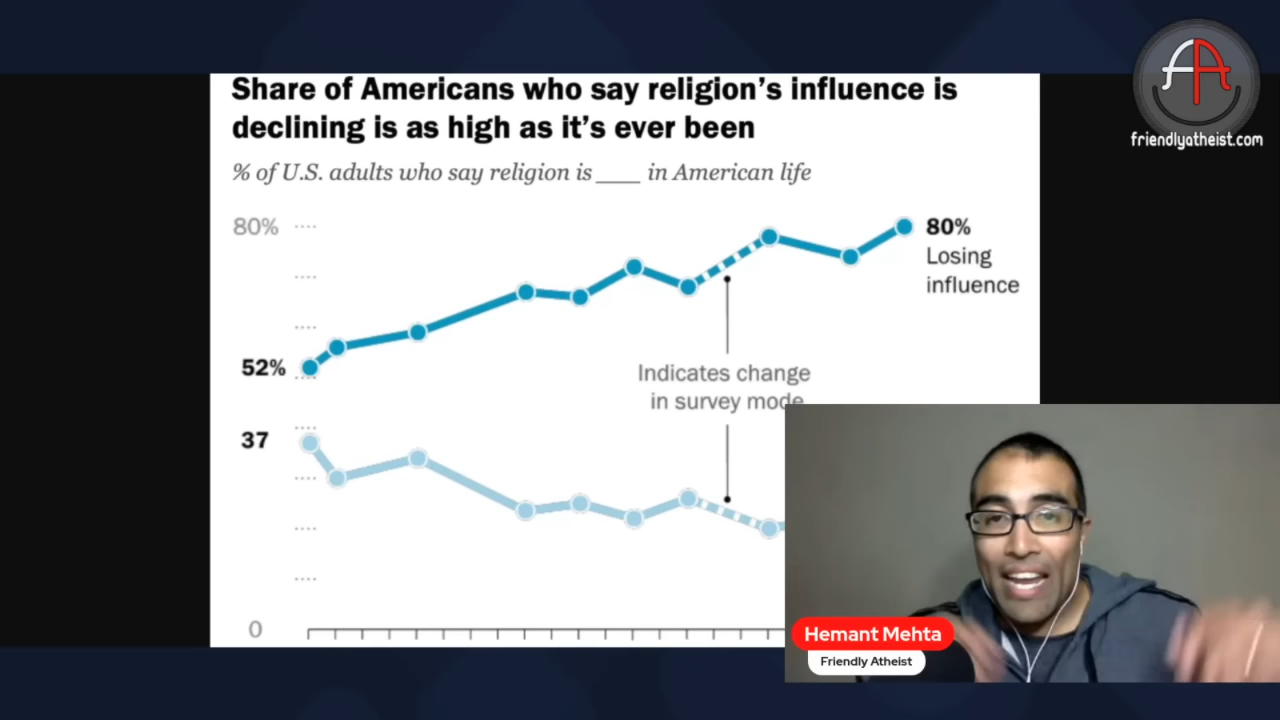 Share of Americans who say religion's influence is
declining is as high as it's ever been
% of U.S. adults who say religion is ___ in American life
80%
80%
Losing
influence
52%
Indicates change
in survey mode
37
0
AA
friendlyatheist.com
Hemant Mehta
Friendly Atheist